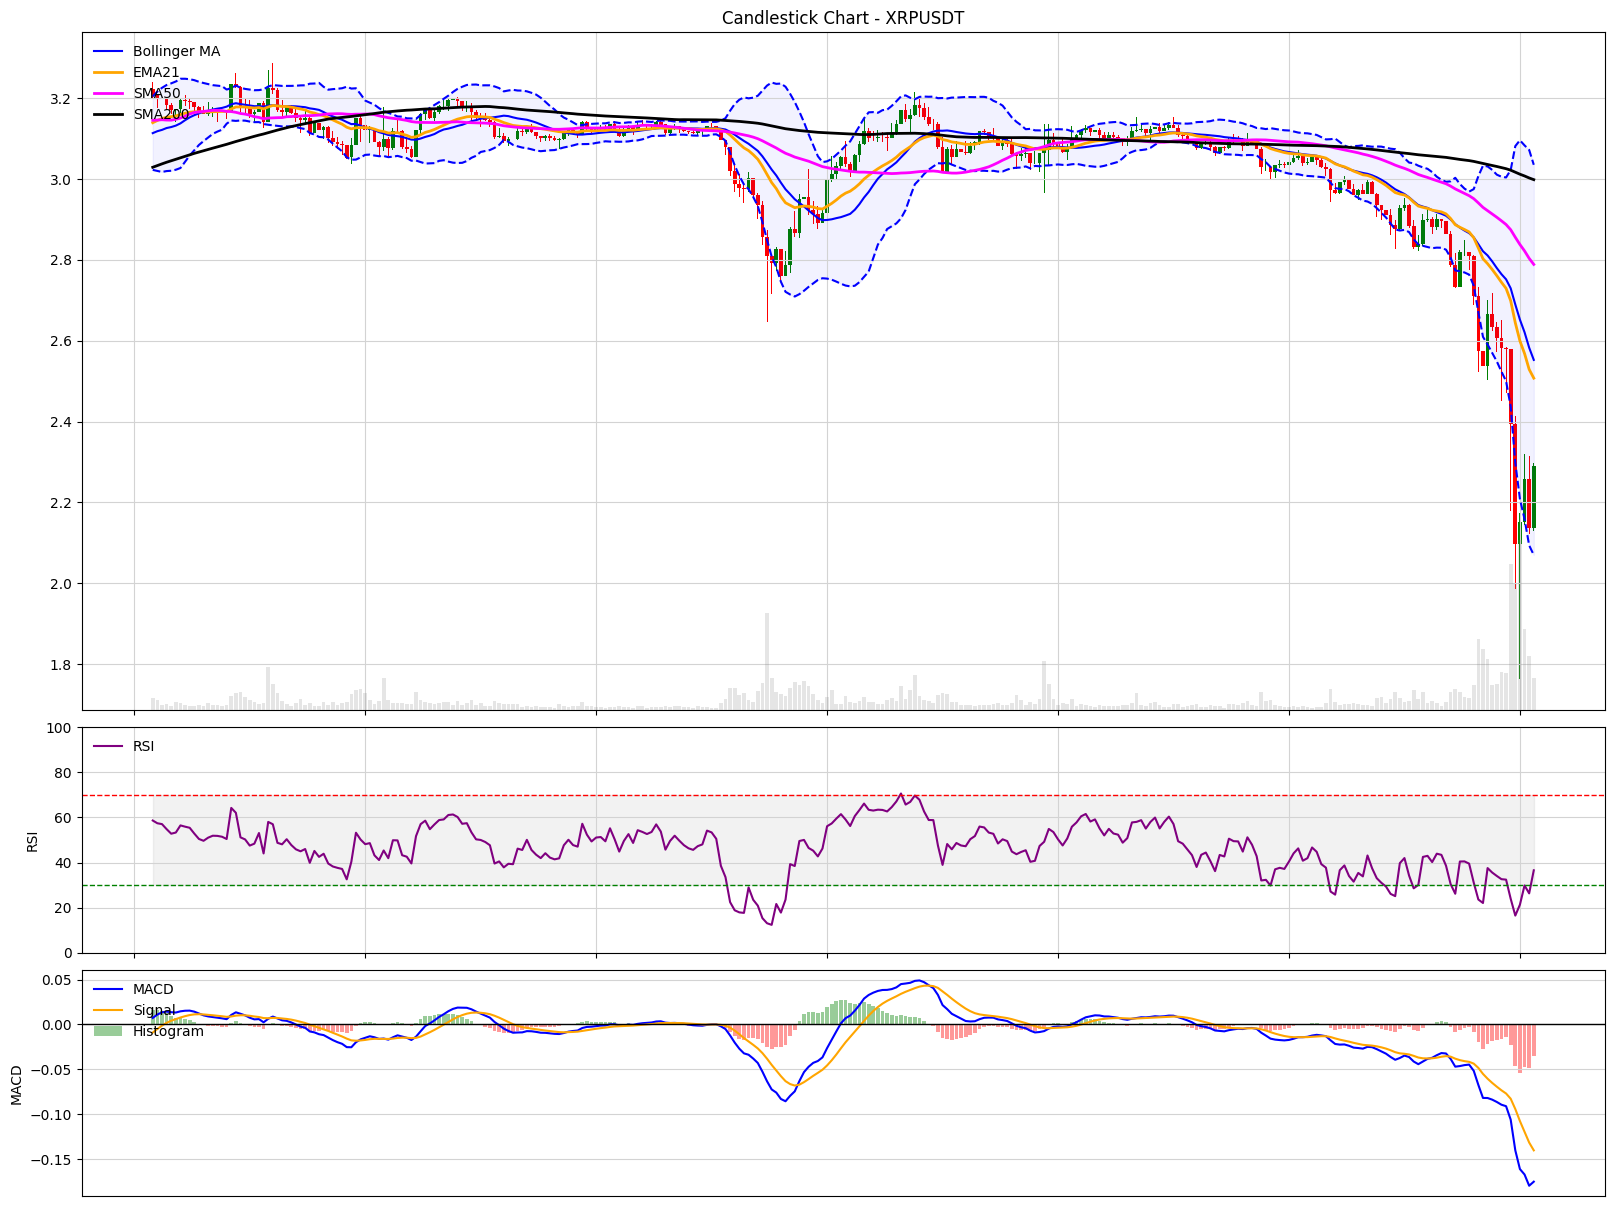 Candlestick Chart - XRPUSDT
Bollinger MA
EMA21
SMA50
SMA200
3.2
3.0
2.8
2.6
2.4
2.2
2.0
1.8
100
80
60
40
20
0
RSI
RSI
0.05
0.00
−0.05
−0.10
−0.15
MACD
MACD
Signal
Histogram